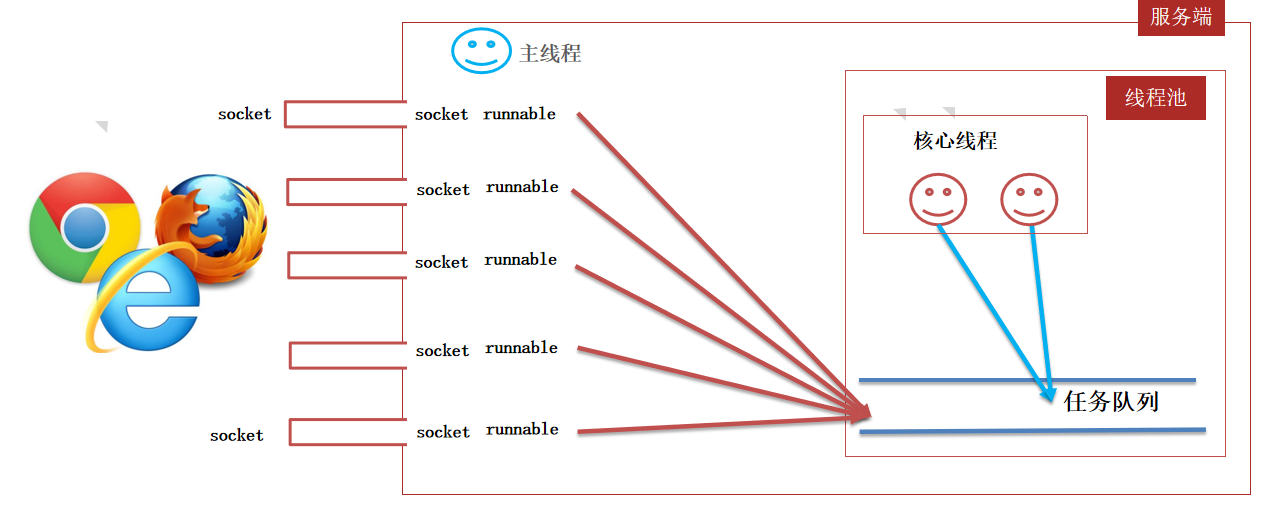 服务端
主线程
线程池
socket
socket runnable
核心线程
socket runnable
socket runnable
socket runnable
任务队列
socket
socket runnable